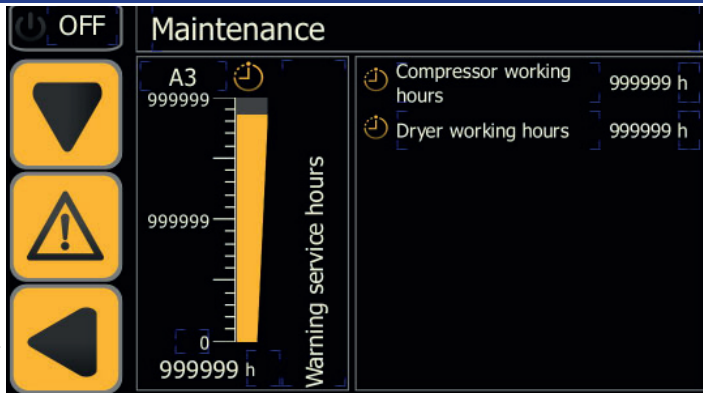 OFF
Maintenance
A3
999999
999999
0
999999 h
Warning service hours
Compressor working
hours
999999 h
Dryer working hours
999999 h